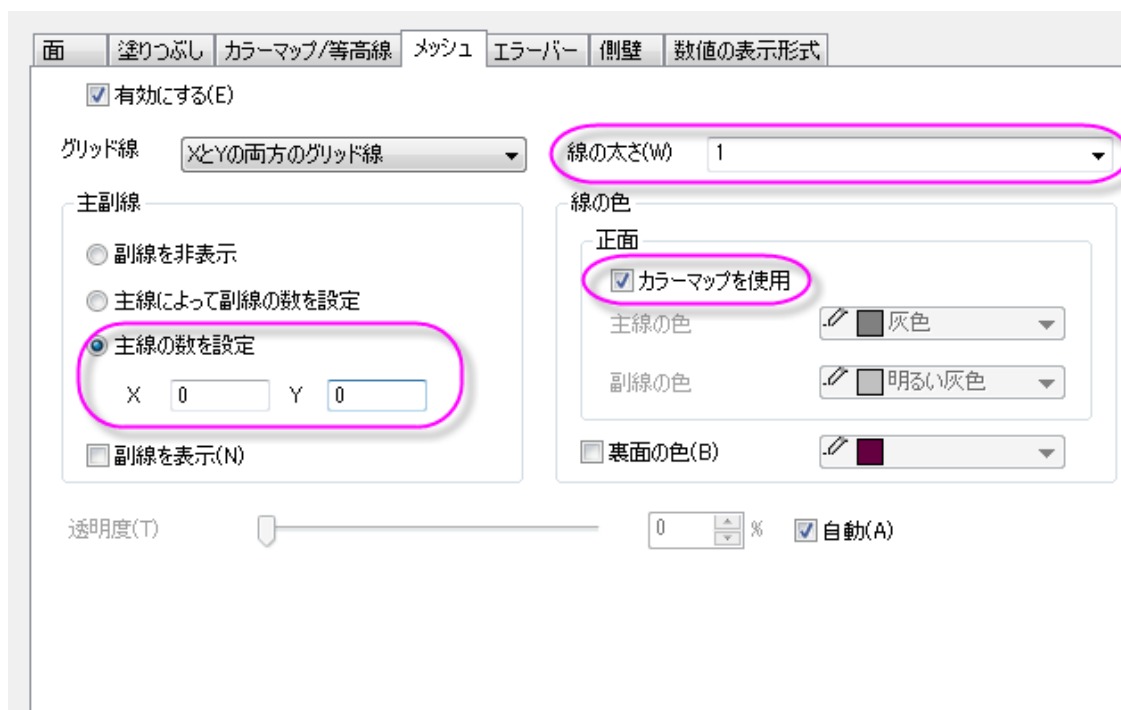 面 塗りつぶし カラーマップ/等高線 メッシュ エラーバー 側壁 数値の表示形式
有効にする(E)
グリッド線 XとYの両方のグリッド線 線の太さ(W) 1
主副線
副線を非表示
主線によって副線の数を設定
主線の数を設定
X 0 Y 0
副線を表示(N)
線の色
正面
カラーマップを使用
主線の色 灰色
副線の色 明るい灰色
裏面の色(B)
透明度(T) 0 % 自動(A)